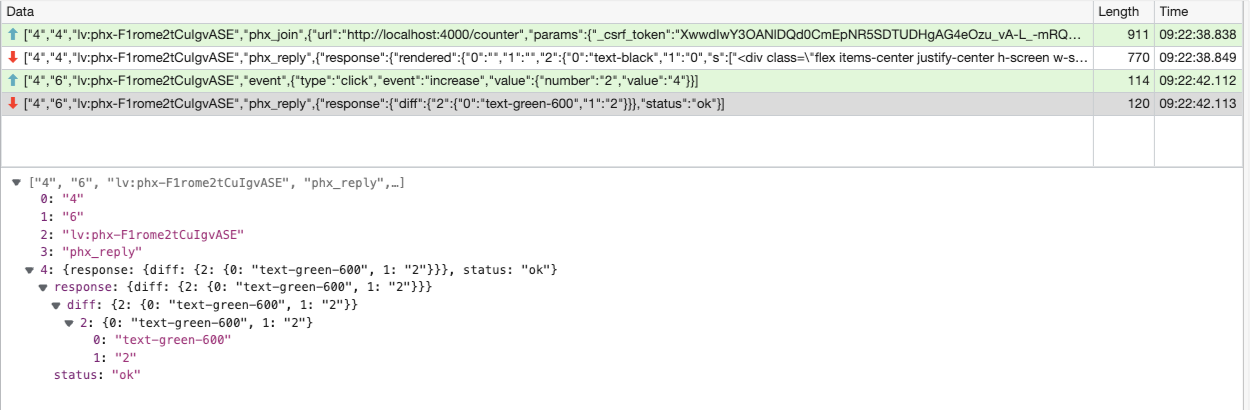 Data Length Time
["4","4","lv:phx-F1rome2tCuIgvASE","phx_join",{"url":"http://localhost:4000/counter","params":{"_csrf_token":"XwwdIwY3OANlDQd0CmEpNR5SDTUDHgAG4eOzu_vA-L_-mRQ… 911 09:22:38.838
["4","4","lv:phx-F1rome2tCuIgvASE","phx_reply",{"response":{"rendered":{"0":"","1":"","2":{"0":"text-black","1":"0","s":["<div class=\"flex items-center justify-center h-screen w-s… 770 09:22:38.849
["4","6","lv:phx-F1rome2tCuIgvASE","event",{"type":"click","event":"increase","value":{"number":"2","value":"4"}}] 114 09:22:42.112
["4","6","lv:phx-F1rome2tCuIgvASE","phx_reply",{"response":{"diff":{"2":{"0":"text-green-600","1":"2"}}},"status":"ok"}] 120 09:22:42.113
["4", "6", "lv:phx-F1rome2tCuIgvASE", "phx_reply",…]
0: "4"
1: "6"
2: "lv:phx-F1rome2tCuIgvASE"
3: "phx_reply"
4: {response: {diff: {2: {0: "text-green-600", 1: "2"}}}, status: "ok"}
response: {diff: {2: {0: "text-green-600", 1: "2"}}}
diff: {2: {0: "text-green-600", 1: "2"}}
2: {0: "text-green-600", 1: "2"}
0: "text-green-600"
1: "2"
status: "ok"